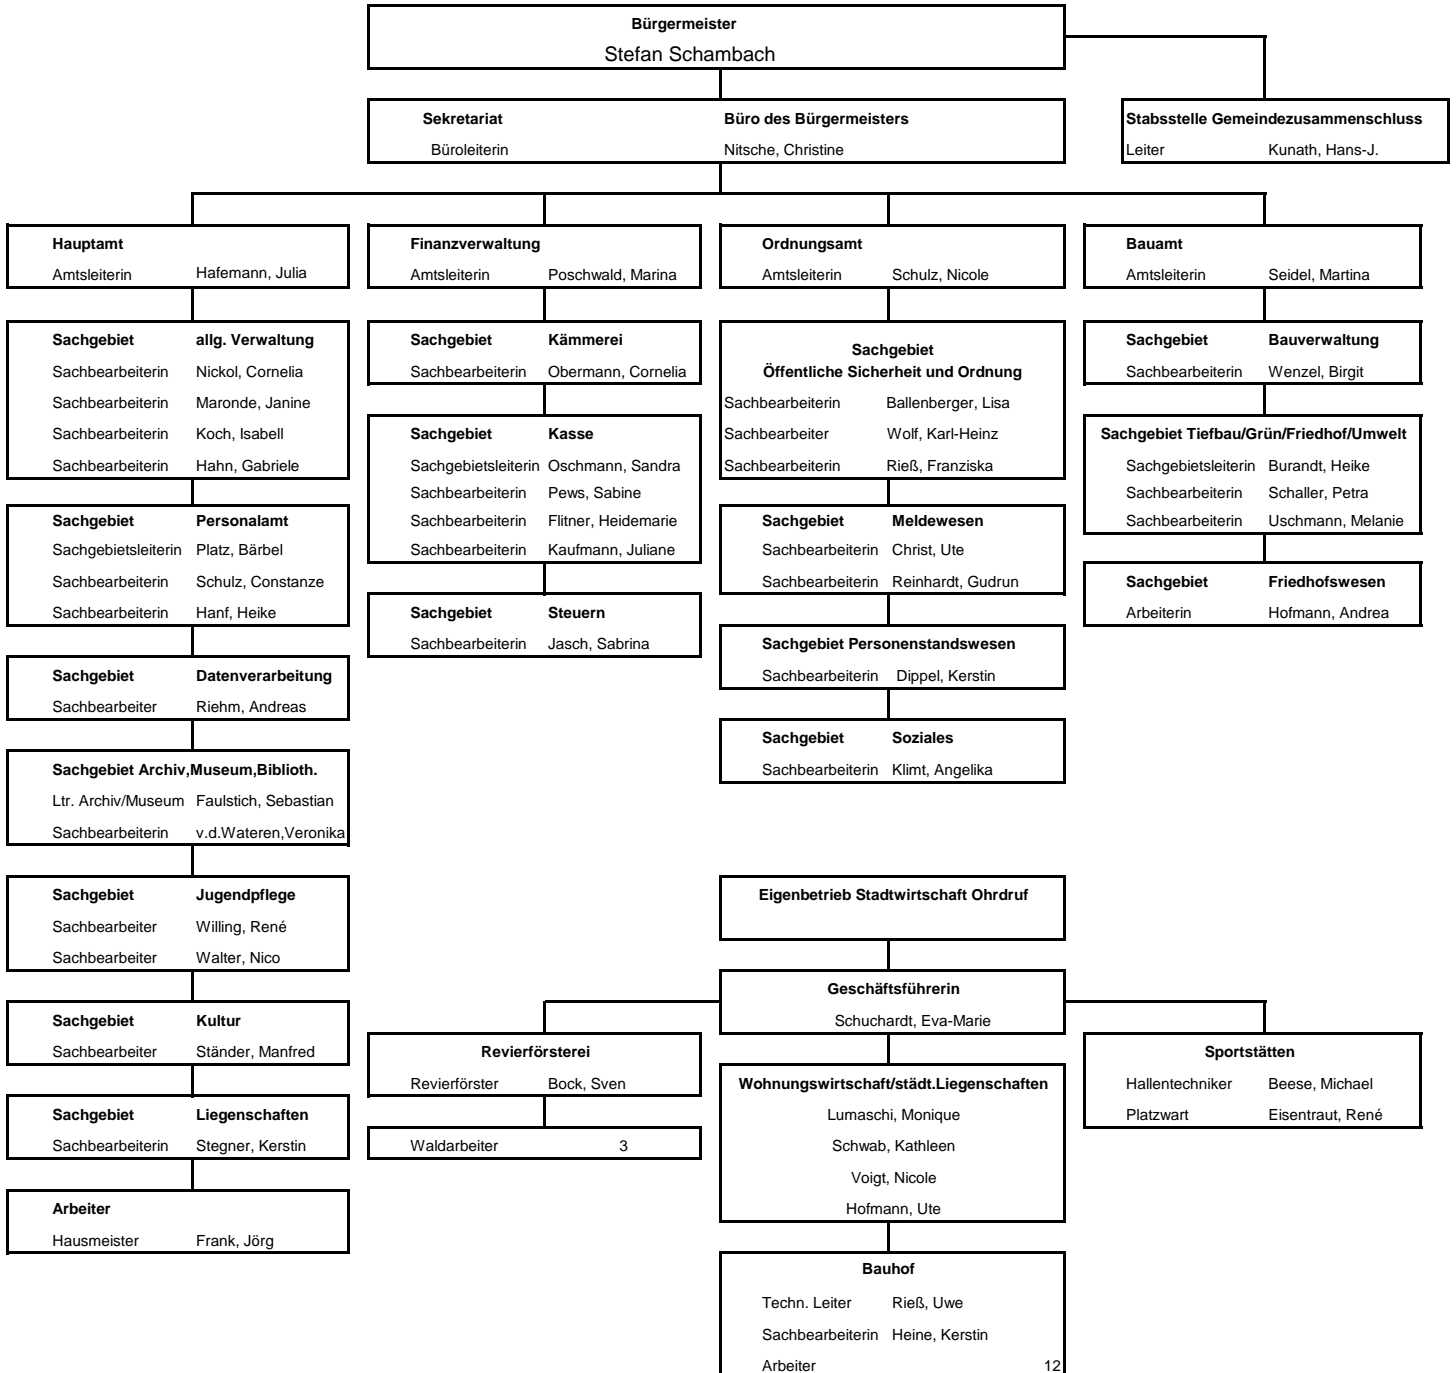 Bürgermeister
Stefan Schambach
Sekretariat Büro des Bürgermeisters
Büroleiterin Nitsche, Christine
Stabsstelle Gemeindezusammenschluss
Leiter Kunath, Hans-J.
Hauptamt
Amtsleiterin Hafemann, Julia
Sachgebiet allg. Verwaltung
Sachbearbeiterin Nickol, Cornelia
Sachbearbeiterin Maronde, Janine
Sachbearbeiterin Koch, Isabell
Sachbearbeiterin Hahn, Gabriele
Sachgebiet Personalamt
Sachgebietsleiterin Platz, Bärbel
Sachbearbeiterin Schulz, Constanze
Sachbearbeiterin Hanf, Heike
Sachgebiet Datenverarbeitung
Sachbearbeiter Riehm, Andreas
Sachgebiet Archiv,Museum,Biblioth.
Ltr. Archiv/Museum Faulstich, Sebastian
Sachbearbeiterin v.d.Wateren,Veronika
Sachgebiet Jugendpflege
Sachbearbeiter Willing, René
Sachbearbeiter Walter, Nico
Sachgebiet Kultur
Sachbearbeiter Ständer, Manfred
Sachgebiet Liegenschaften
Sachbearbeiterin Stegner, Kerstin
Arbeiter
Hausmeister Frank, Jörg
Finanzverwaltung
Amtsleiterin Poschwald, Marina
Sachgebiet Kämmerei
Sachbearbeiterin Obermann, Cornelia
Sachgebiet Kasse
Sachgebietsleiterin Oschmann, Sandra
Sachbearbeiterin Pews, Sabine
Sachbearbeiterin Flitner, Heidemarie
Sachbearbeiterin Kaufmann, Juliane
Sachgebiet Steuern
Sachbearbeiterin Jasch, Sabrina
Ordnungsamt
Amtsleiterin Schulz, Nicole
Sachgebiet
Öffentliche Sicherheit und Ordnung
Sachbearbeiterin Ballenberger, Lisa
Sachbearbeiter Wolf, Karl-Heinz
Sachbearbeiterin Rieß, Franziska
Sachgebiet Meldewesen
Sachbearbeiterin Christ, Ute
Sachbearbeiterin Reinhardt, Gudrun
Sachgebiet Personenstandswesen
Sachbearbeiterin Dippel, Kerstin
Sachgebiet Soziales
Sachbearbeiterin Klimt, Angelika
Bauamt
Amtsleiterin Seidel, Martina
Sachgebiet Bauverwaltung
Sachbearbeiterin Wenzel, Birgit
Sachgebiet Tiefbau/Grün/Friedhof/Umwelt
Sachgebietsleiterin Burandt, Heike
Sachbearbeiterin Schaller, Petra
Sachbearbeiterin Uschmann, Melanie
Sachgebiet Friedhofswesen
Arbeiterin Hofmann, Andrea
Eigenbetrieb Stadtwirtschaft Ohrdruf
Geschäftsführerin
Schuchardt, Eva-Marie
Revierförsterei
Revierförster Bock, Sven
Waldarbeiter 3
Wohnungswirtschaft/städt.Liegenschaften
Lumaschi, Monique
Schwab, Kathleen
Voigt, Nicole
Hofmann, Ute
Bauhof
Techn. Leiter Rieß, Uwe
Sachbearbeiterin Heine, Kerstin
Arbeiter 12
Sportstätten
Hallentechniker Beese, Michael
Platzwart Eisentraut, René